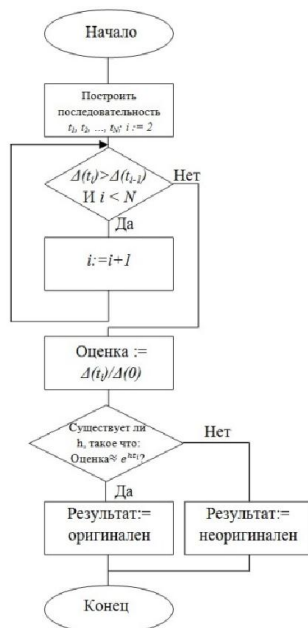 Начало
Построить
последовательность
t₁, t₂, ..., t_N; i := 2
Δ(tᵢ)>Δ(tᵢ₋₁)
И i < N
Нет
Да
i:=i+1
Оценка :=
Δ(tᵢ)/Δ(0)
Существует ли
h, такое что:
Оценка≈ e^{htᵢ}?
Нет
Да
Результат:=
оригинален
Результат:=
неоригинален
Конец